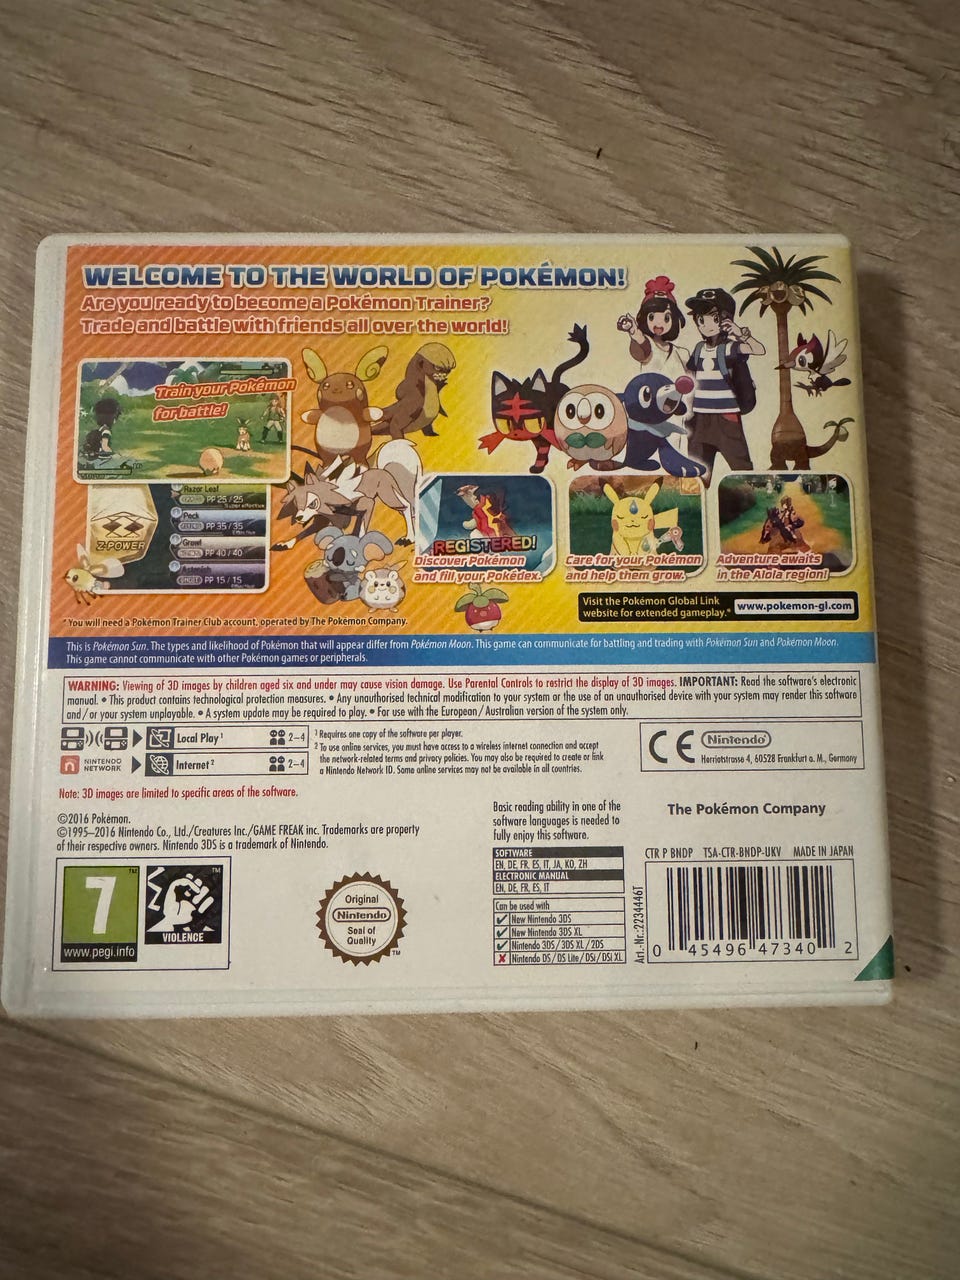 WELCOME TO THE WORLD OF POKÉMON!
Are you ready to become a Pokémon Trainer?
Trade and battle with friends all over the world!
Train your Pokémon
for battle!
Z-POWER
Razor Leaf
PP 25/25
Super effective
Peck
PP 35/35
Effective
Growl
PP 40/40
Astonish
GHOST PP 15/15
Effective
REGISTERED!
Discover Pokémon
and fill your Pokédex.
Care for your Pokémon
and help them grow.
Adventure awaits
in the Alola region!
Visit the Pokémon Global Link
website for extended gameplay.*
www.pokemon-gl.com
* You will need a Pokémon Trainer Club account, operated by The Pokémon Company.
This is Pokémon Sun. The types and likelihood of Pokémon that will appear differ from Pokémon Moon. This game can communicate for battling and trading with Pokémon Sun and Pokémon Moon.
This game cannot communicate with other Pokémon games or peripherals.
WARNING: Viewing of 3D images by children aged six and under may cause vision damage. Use Parental Controls to restrict the display of 3D images. IMPORTANT: Read the software's electronic
manual. • This product contains technological protection measures. • Any unauthorised technical modification to your system or the use of an unauthorised device with your system may render this software
and/or your system unplayable. • A system update may be required to play. • For use with the European/Australian version of the system only.
Local Play¹ 2–4
NINTENDO
NETWORK
Internet² 2–4
¹ Requires one copy of the software per player.
² To use online services, you must have access to a wireless internet connection and accept
the network-related terms and privacy policies. You may also be required to create or link
a Nintendo Network ID. Some online services may not be available in all countries.
CE
Nintendo
Herriotstrasse 4, 60528 Frankfurt a. M., Germany
Note: 3D images are limited to specific areas of the software.
©2016 Pokémon.
©1995–2016 Nintendo Co., Ltd./Creatures Inc./GAME FREAK inc. Trademarks are property
of their respective owners. Nintendo 3DS is a trademark of Nintendo.
Basic reading ability in one of the
software languages is needed to
fully enjoy this software.
The Pokémon Company
SOFTWARE
EN, DE, FR, ES, IT, JA, KO, ZH
ELECTRONIC MANUAL
EN, DE, FR, ES, IT
Can be used with
New Nintendo 3DS
New Nintendo 3DS XL
Nintendo 3DS/3DS XL/2DS
Nintendo DS/DS Lite/DSi/DSi XL
7
™
www.pegi.info
™
VIOLENCE
Original
Nintendo
Seal of
Quality
™
CTR P BNDP TSA-CTR-BNDP-UKV MADE IN JAPAN
Art.-Nr.:2234446T
0 45496 47340 2